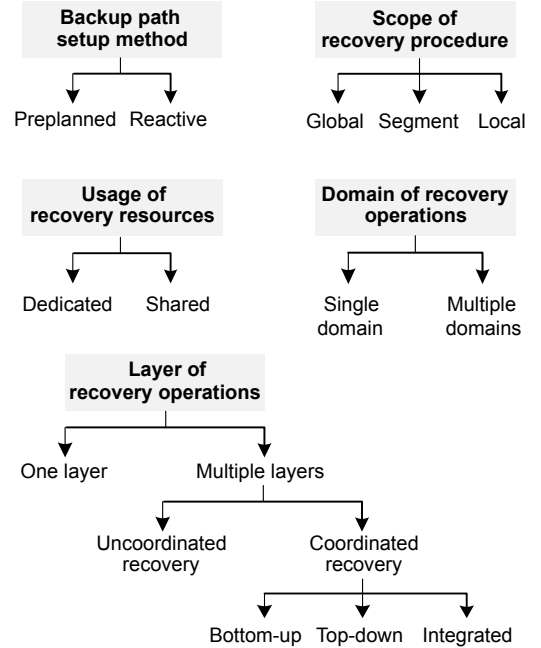 Backup path
setup method
Preplanned Reactive
Scope of
recovery procedure
Global Segment Local
Usage of
recovery resources
Dedicated Shared
Domain of recovery
operations
Single
domain
Multiple
domains
Layer of
recovery operations
One layer Multiple layers
Uncoordinated
recovery
Coordinated
recovery
Bottom-up Top-down Integrated